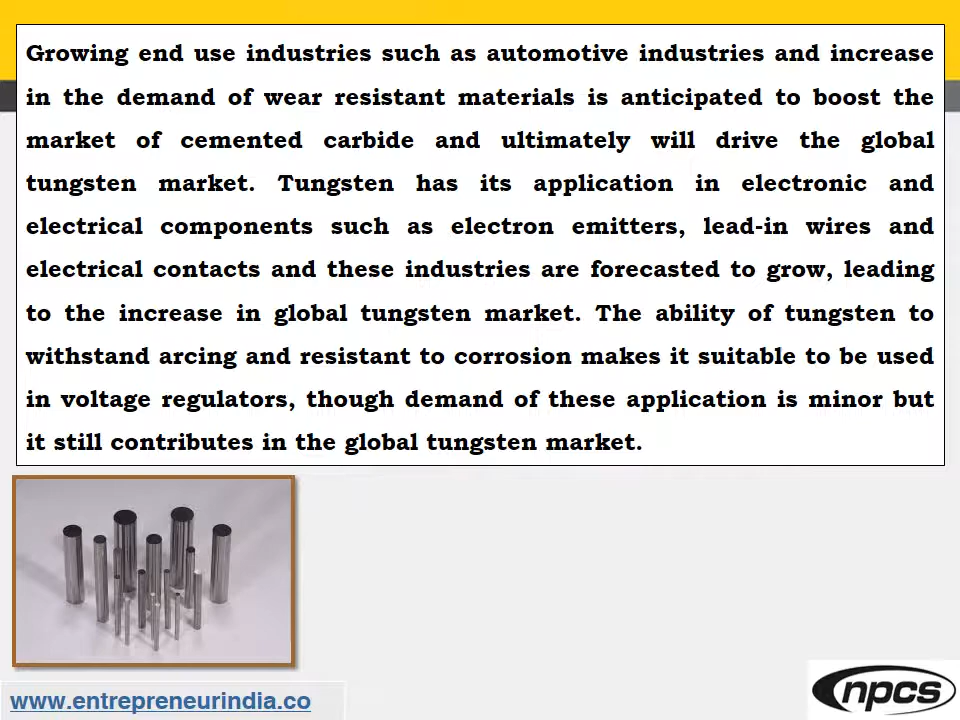 Growing end use industries such as automotive industries and increase
in the demand of wear resistant materials is anticipated to boost the
market of cemented carbide and ultimately will drive the global
tungsten market. Tungsten has its application in electronic and
electrical components such as electron emitters, lead-in wires and
electrical contacts and these industries are forecasted to grow, leading
to the increase in global tungsten market. The ability of tungsten to
withstand arcing and resistant to corrosion makes it suitable to be used
in voltage regulators, though demand of these application is minor but
it still contributes in the global tungsten market.
www.entrepreneurindia.co
npcs